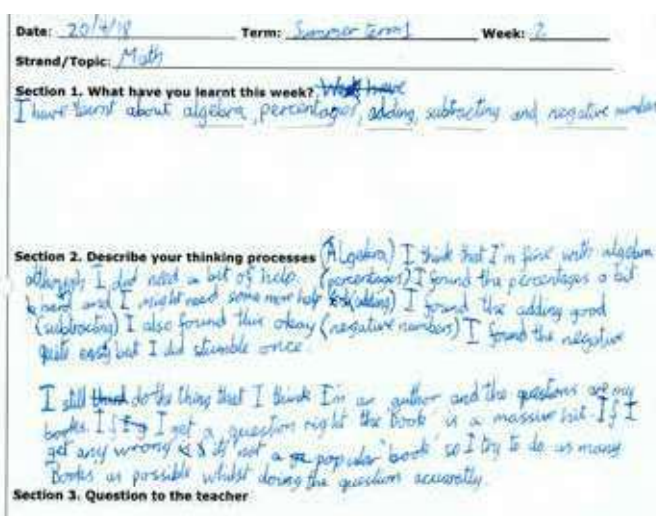 Date: 20/4/18 Term: Summer term 1 Week: 2
Strand/Topic: Math
Section 1. What have you learnt this week?
I have learnt about algebra, percentages, adding, subtracting and negative number
Section 2. Describe your thinking processes (Algebra) I think that I'm fine with algebra
although I did need a bit of help. (percentages) I found the percentages a bit
hard and I might need some more help (adding) I found the adding good
(subtracting) I also found this okay (negative numbers) I found the negative
quite easy but I did stumble once.
I still do the thing that I think I'm an author and the questions are my
books. If I get a question right the 'book' is a massive hit. If I
get any wrong it's not a popular 'book' so I try to do as many
Books as possible whilst doing the question
Section 3. Question to the teacher